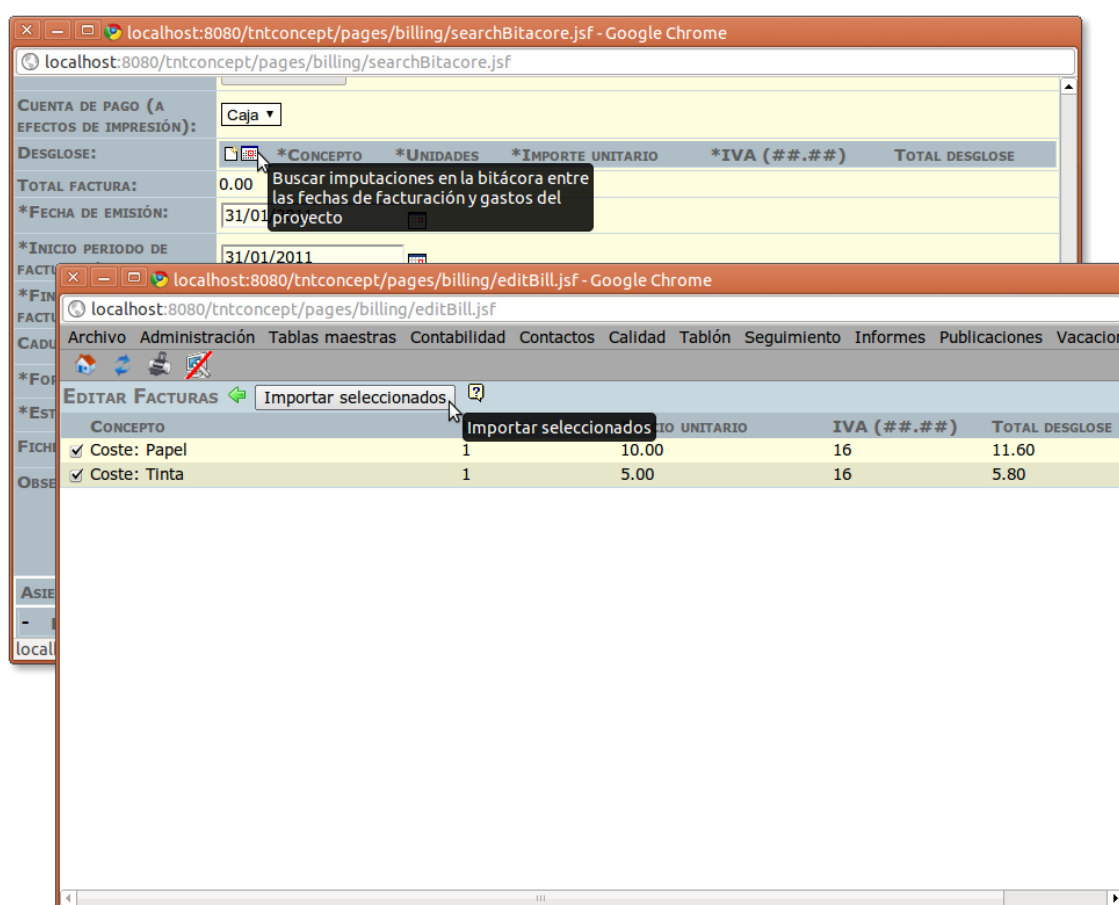 localhost:8080/tntconcept/pages/billing/searchBitacore.jsf - Google Chrome
localhost:8080/tntconcept/pages/billing/searchBitacore.jsf
Cuenta de pago (a
efectos de impresión):
Caja
Desglose:
*Concepto *Unidades *Importe unitario *IVA (##.##) Total desglose
Buscar imputaciones en la bitácora entre
las fechas de facturación y gastos del
proyecto
Total factura:
0.00
*Fecha de emisión:
31/01
*Inicio periodo de
31/01/2011
localhost:8080/tntconcept/pages/billing/editBill.jsf - Google Chrome
localhost:8080/tntconcept/pages/billing/editBill.jsf
Archivo Administración Tablas maestras Contabilidad Contactos Calidad Tablón Seguimiento Informes Publicaciones Vacacion
Editar Facturas Importar seleccionados
Importar seleccionados
Concepto unitario IVA (##.##) Total desglose
Coste: Papel 1 10.00 16 11.60
Coste: Tinta 1 5.00 16 5.80